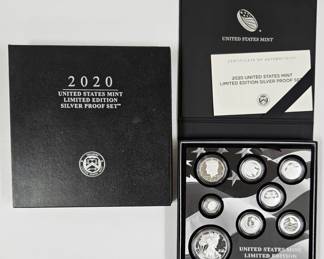 2020
UNITED STATES MINT
LIMITED EDITION
SILVER PROOF SET™
UNITED STATES MINT
CERTIFICATE OF AUTHENTICITY
2020 UNITED STATES MINT
LIMITED EDITION SILVER PROOF SET
UNITED STATES MINT
LIMITED EDITION